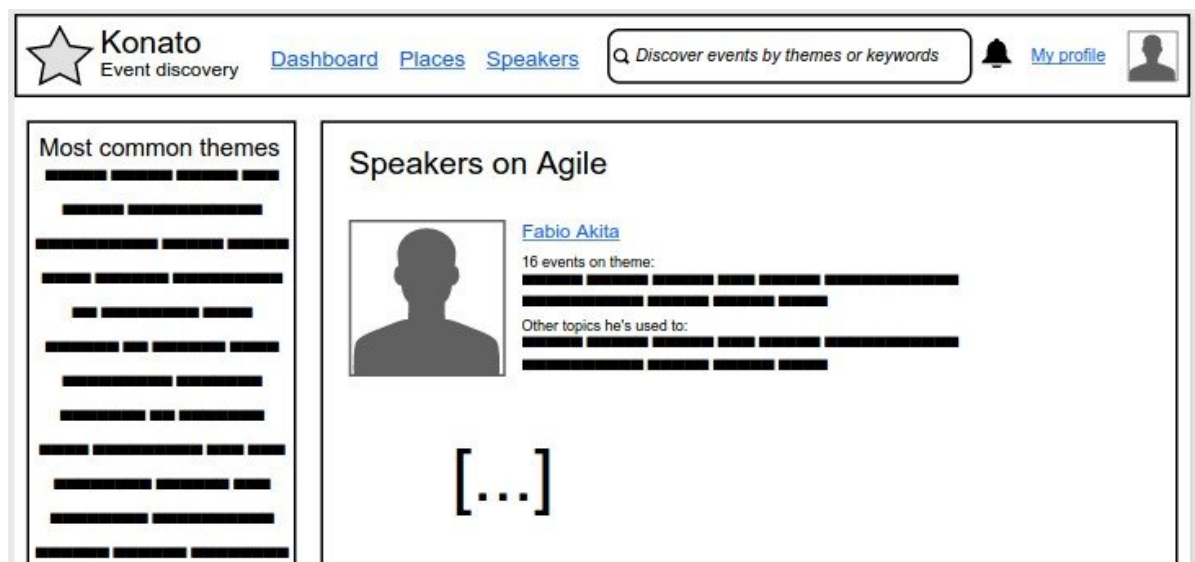 Konato
Event discovery
Dashboard Places Speakers
Discover events by themes or keywords
My profile
Most common themes
Speakers on Agile
Fabio Akita
16 events on theme:
Other topics he's used to:
[...]